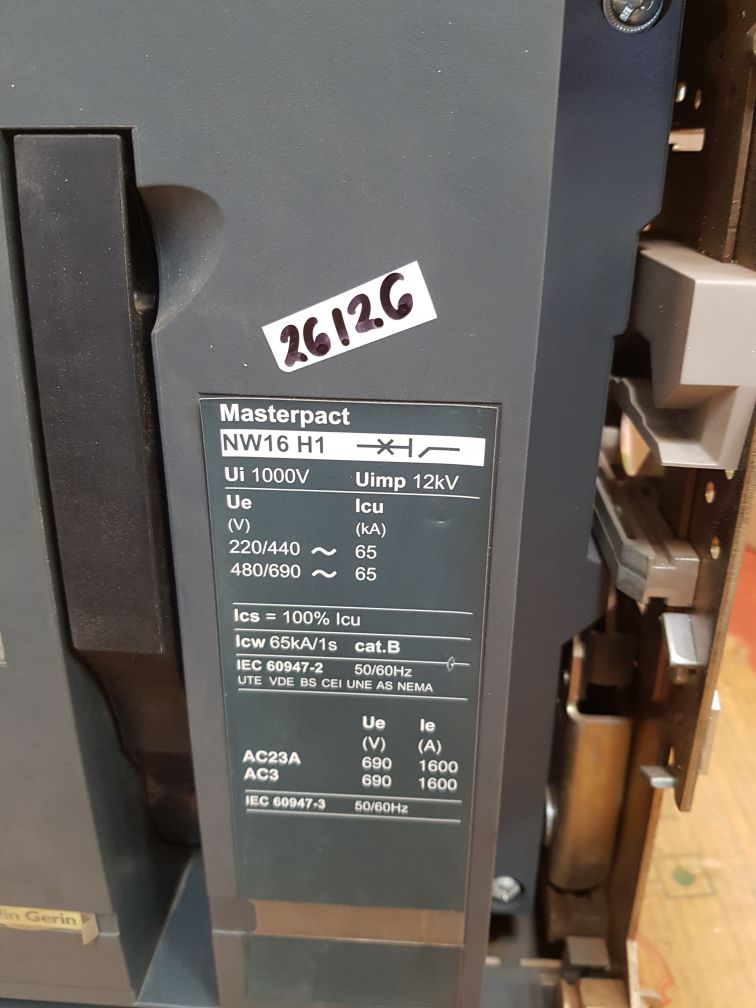 26126
Masterpact
NW16 H1
Ui 1000V Uimp 12kV
Ue Icu
(V) (kA)
220/440 ~ 65
480/690 ~ 65
Ics = 100% Icu
Icw 65kA/1s cat.B
IEC 60947-2 50/60Hz
UTE VDE BS CEI UNE AS NEMA
Ue Ie
(V) (A)
AC23A 690 1600
AC3 690 1600
IEC 60947-3 50/60Hz
Gerin